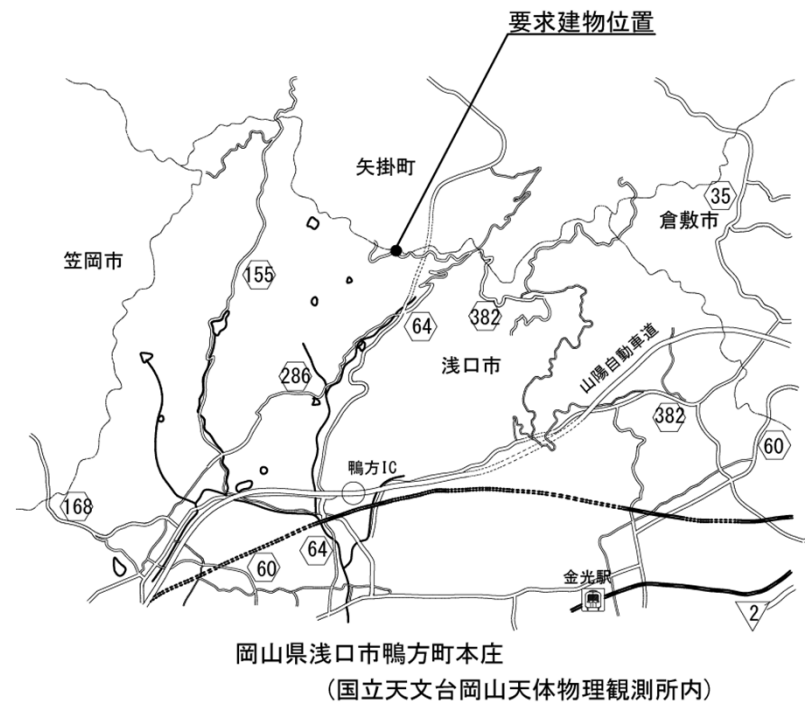 要求建物位置
矢掛町
35
倉敷市
笠岡市
155
64
382
浅口市
山陽自動車道
286
382
60
鴨方IC
168
64
60
金光駅
2
岡山県浅口市鴨方町本庄
(国立天文台岡山天体物理観測所内)